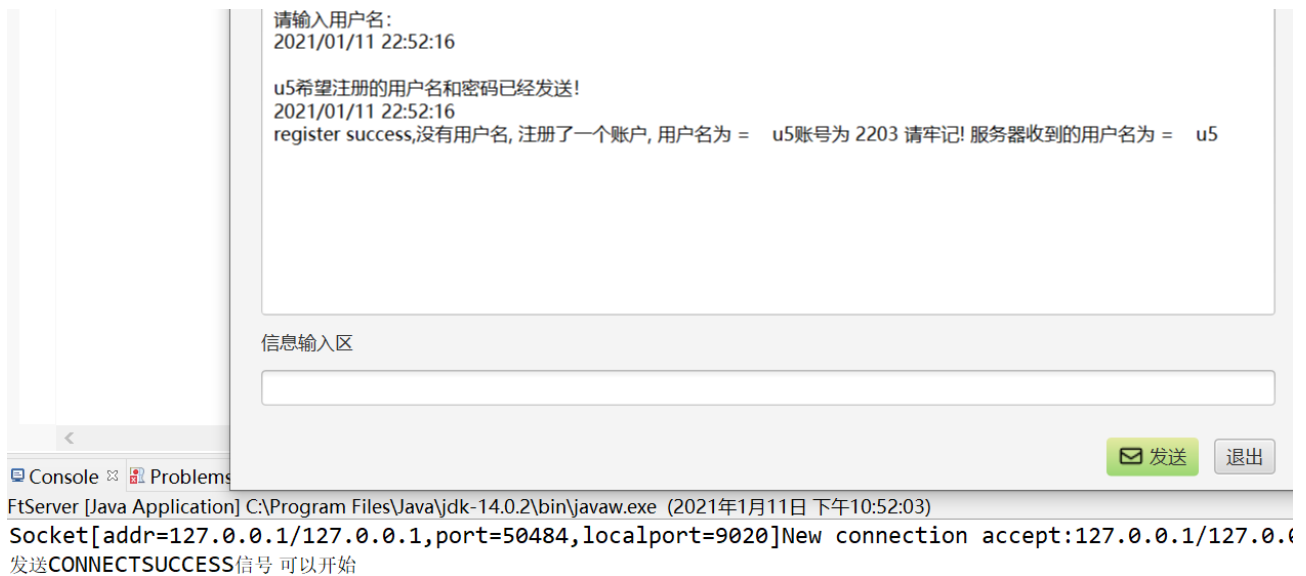 请输入用户名：
2021/01/11 22:52:16
u5希望注册的用户名和密码已经发送！
2021/01/11 22:52:16
register success,没有用户名, 注册了一个账户, 用户名为 = u5账号为 2203 请牢记! 服务器收到的用户名为 = u5
信息输入区
发送 退出
Console Problems
FtServer [Java Application] C:\Program Files\Java\jdk-14.0.2\bin\javaw.exe (2021年1月11日 下午10:52:03)
Socket[addr=127.0.0.1/127.0.0.1,port=50484,localport=9020]New connection accept:127.0.0.1/127.0.
发送CONNECTSUCCESS信号 可以开始